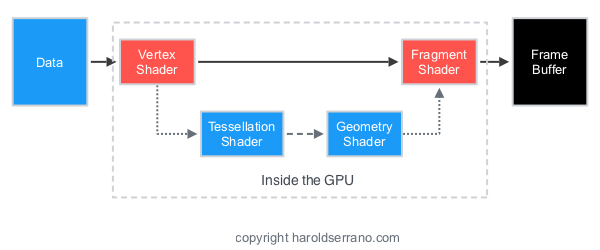 Data
Vertex
Shader
Fragment
Shader
Frame
Buffer
Tessellation
Shader
Geometry
Shader
Inside the GPU
copyright haroldserrano.com